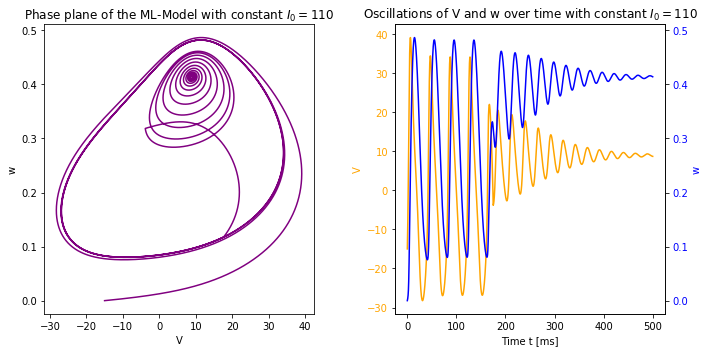 Phase plane of the ML-Model with constant I₀ = 110
0.5
0.4
0.3
0.2
0.1
0.0
w
−30 −20 −10 0 10 20 30 40
V
Oscillations of V and w over time with constant I₀ = 110
40
30
20
10
0
−10
−20
−30
V
0.5
0.4
0.3
0.2
0.1
0.0
w
0 100 200 300 400 500
Time t [ms]